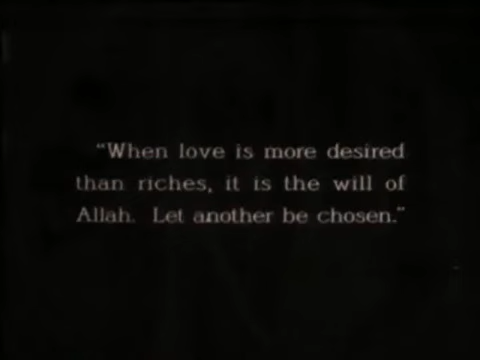 "When love is more desired
than riches, it is the will of
Allah. Let another be chosen."